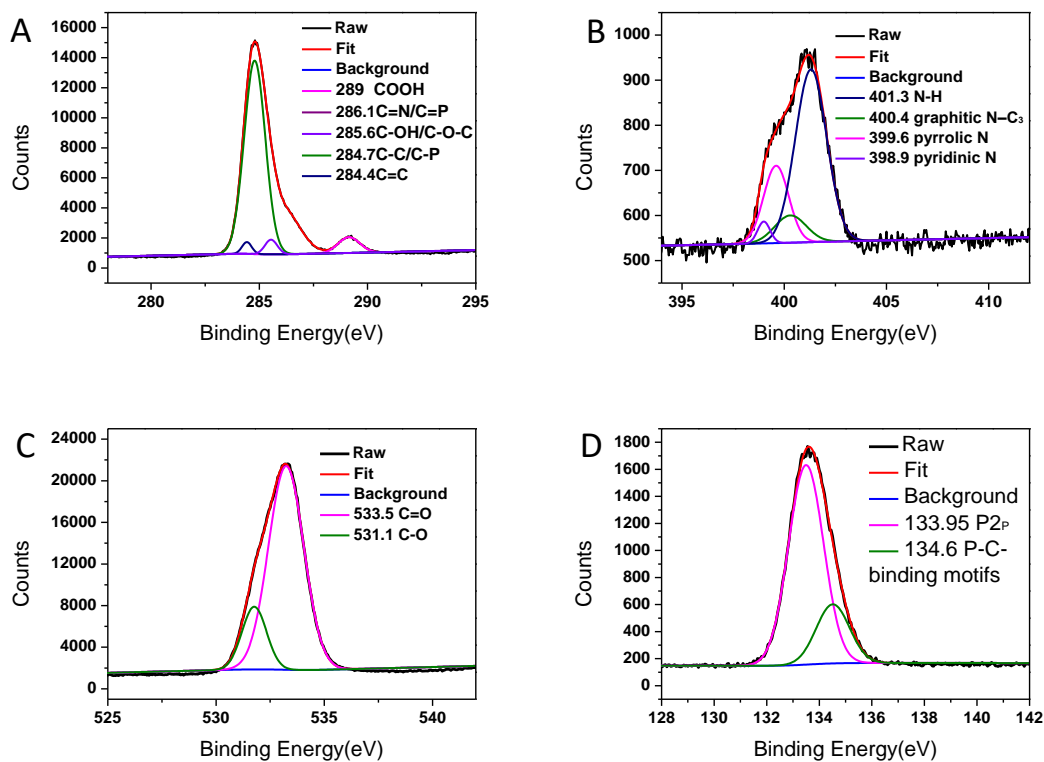 A
Counts
16000
14000
12000
10000
8000
6000
4000
2000
0
Raw
Fit
Background
289 COOH
286.1C=N/C=P
285.6C-OH/C-O-C
284.7C-C/C-P
284.4C=C
280
285
290
295
Binding Energy(eV)
B
Counts
1000
900
800
700
600
500
Raw
Fit
Background
401.3 N-H
400.4 graphitic N–C3
399.6 pyrrolic N
398.9 pyridinic N
395
400
405
410
Binding Energy(eV)
C
Counts
24000
20000
16000
12000
8000
4000
0
Raw
Fit
Background
533.5 C=O
531.1 C-O
525
530
535
540
Binding Energy(eV)
D
Counts
1800
1600
1400
1200
1000
800
600
400
200
0
Raw
Fit
Background
133.95 P2P
134.6 P-C-
binding motifs
128
130
132
134
136
138
140
142
Binding Energy(eV)